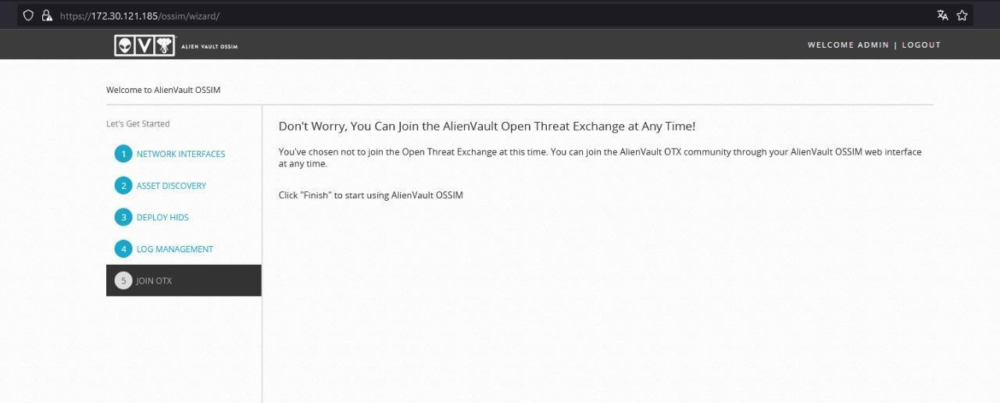 https://172.30.121.185/ossim/wizard/
ALIEN VAULT OSSIM
WELCOME ADMIN | LOGOUT
Welcome to AlienVault OSSIM
Let's Get Started
1 NETWORK INTERFACES
2 ASSET DISCOVERY
3 DEPLOY HIDS
4 LOG MANAGEMENT
5 JOIN OTX
Don't Worry, You Can Join the AlienVault Open Threat Exchange at Any Time!
You've chosen not to join the Open Threat Exchange at this time. You can join the AlienVault OTX community through your AlienVault OSSIM web interface
at any time.
Click "Finish" to start using AlienVault OSSIM